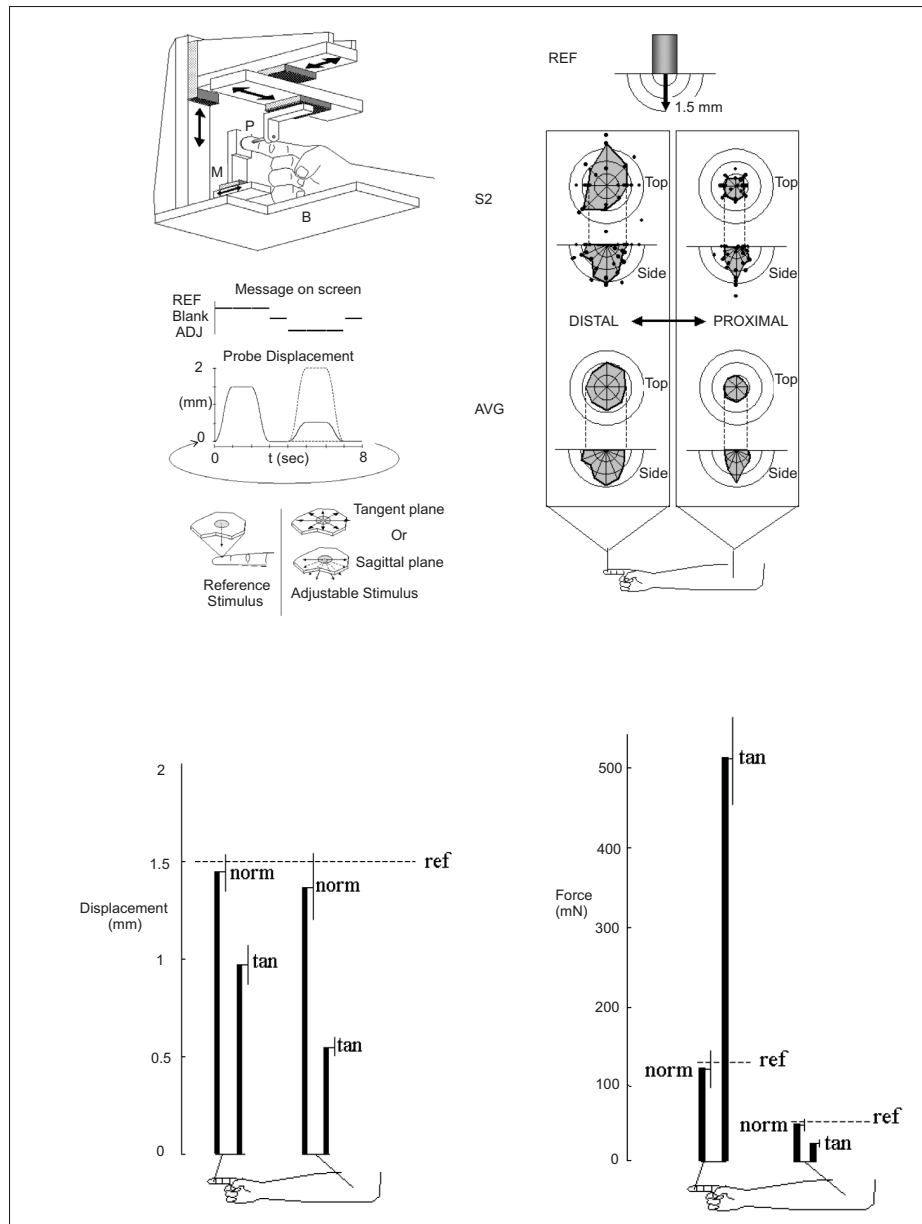 P
M
B
Message on screen
REF
Blank
ADJ
Probe Displacement
2
(mm)
0
0
t (sec)
8
Reference
Stimulus
Tangent plane
Or
Sagittal plane
Adjustable Stimulus
REF
1.5 mm
S2
Top
Top
Side
Side
DISTAL
PROXIMAL
AVG
Top
Top
Side
Side
2
1.5
Displacement
(mm)
1
0.5
0
norm
tan
norm
tan
ref
500
400
Force
(mN)
300
200
100
0
tan
norm
ref
norm
ref
tan